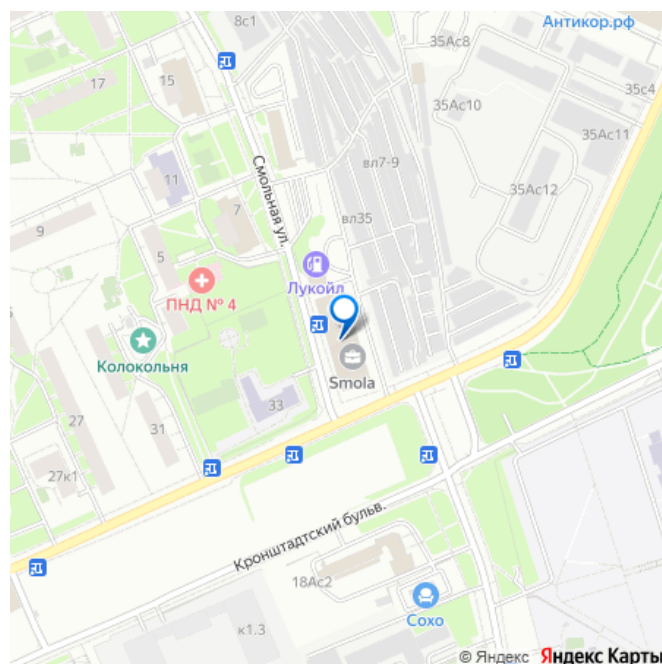 8с1
Антикор.рф
35Ас8
17
15
35с4
35Ас10
35Ас11
вл7-9
11
35Ас12
Смольная ул.
7
вл35
9
5
Лукойл
ПНД № 4
Колокольня
Smola
33
27
31
27к1
Кронштадтский бульв.
18Ас2
Сохо
к1.3
© Яндекс Яндекс Карты